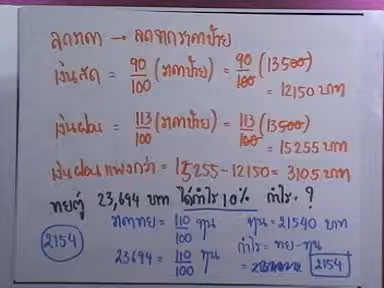 ลดราคา → ลดจากราคาป้าย
เงินสด = 90/100 (ราคาป้าย) = 90/100 (13500)
= 12150 บาท
เงินผ่อน = 113/100 (ราคาป้าย) = 113/100 (13500)
= 15255 บาท
เงินผ่อนแพงกว่า = 15255 - 12150 = 3105 บาท
ขายตู้ 23,694 บาท ได้กำไร 10% กำไร = ?
ราคาขาย = 110/100 ทุน ทุน = 21540 บาท
2154 กำไร = ขาย - ทุน
23694 = 110/100 ทุน = 2154